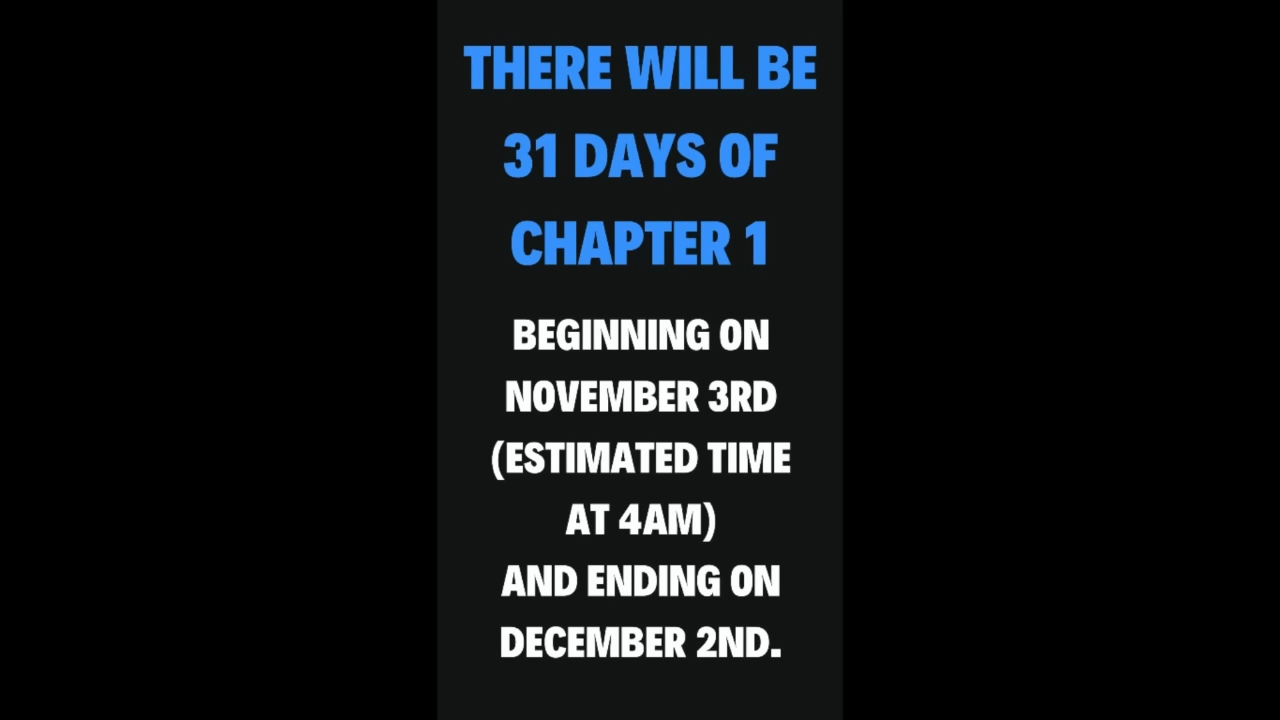 THERE WILL BE
31 DAYS OF
CHAPTER 1
BEGINNING ON
NOVEMBER 3RD
(ESTIMATED TIME
AT 4AM)
AND ENDING ON
DECEMBER 2ND.